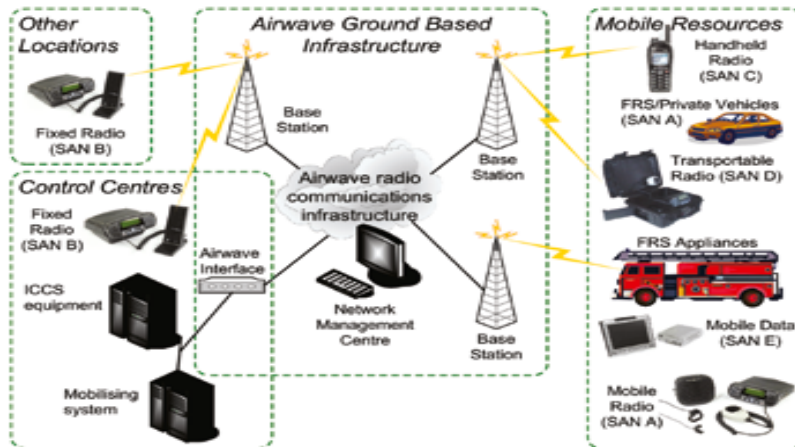 Other
Locations
Fixed Radio
(SAN B)
Airwave Ground Based
Infrastructure
Base
Station
Base
Station
Airwave radio
communications
infrastructure
Network
Management
Centre
Base
Station
Control Centres
Fixed
Radio
(SAN B)
Airwave
Interface
ICCS
equipment
Mobilising
system
Mobile Resources
Handheld
Radio
(SAN C)
FRS/Private Vehicles
(SAN A)
Transportable
Radio (SAN D)
FRS Appliances
Mobile Data
(SAN E)
Mobile
Radio
(SAN A)